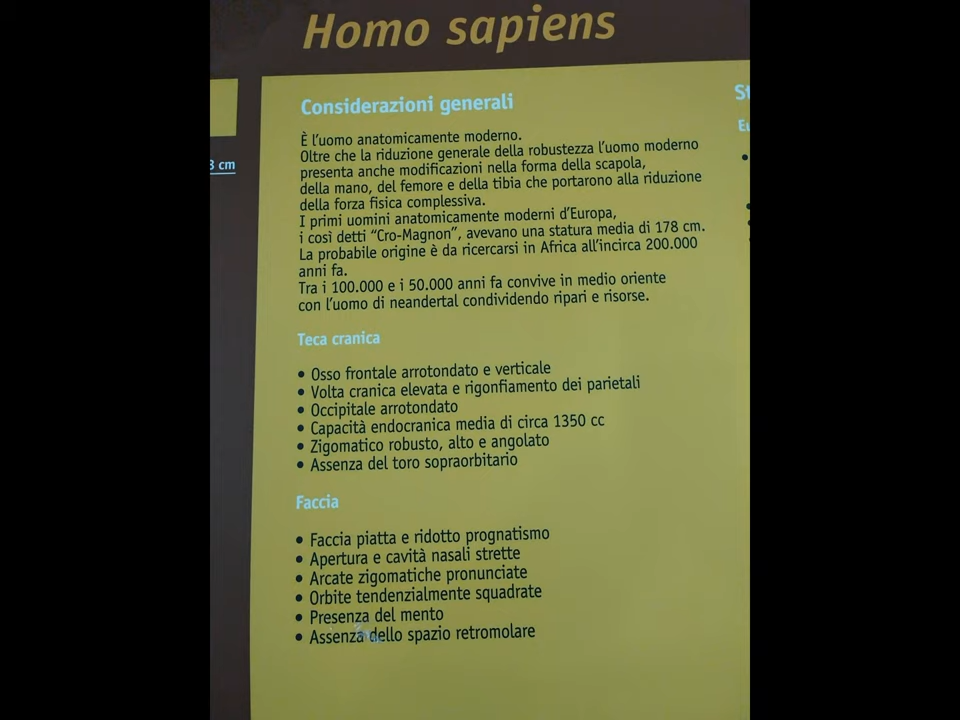 Homo sapiens
3 cm
Considerazioni generali
È l'uomo anatomicamente moderno.
Oltre che la riduzione generale della robustezza l'uomo moderno
presenta anche modificazioni nella forma della scapola,
della mano, del femore e della tibia che portarono alla riduzione
della forza fisica complessiva.
I primi uomini anatomicamente moderni d'Europa,
i così detti “Cro-Magnon”, avevano una statura media di 178 cm.
La probabile origine è da ricercarsi in Africa all'incirca 200.000
anni fa.
Tra i 100.000 e i 50.000 anni fa convive in medio oriente
con l'uomo di neandertal condividendo ripari e risorse.
Teca cranica
• Osso frontale arrotondato e verticale
• Volta cranica elevata e rigonfiamento dei parietali
• Occipitale arrotondato
• Capacità endocranica media di circa 1350 cc
• Zigomatico robusto, alto e angolato
• Assenza del toro sopraorbitario
Faccia
• Faccia piatta e ridotto prognatismo
• Apertura e cavità nasali strette
• Arcate zigomatiche pronunciate
• Orbite tendenzialmente squadrate
• Presenza del mento
• Assenza dello spazio retromolare